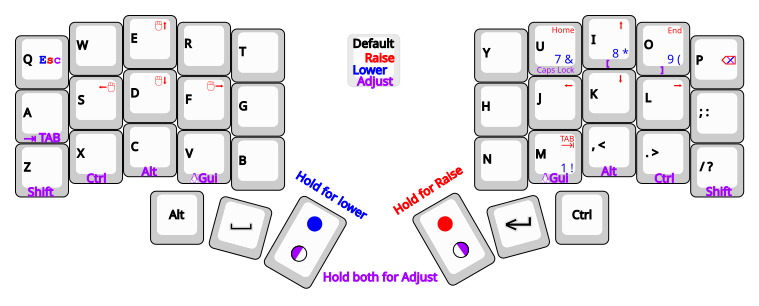 Q Esc
W
E ↑
R
T
A
⇥ TAB
S ←
D ↓
F →
G
Z
Shift
X
Ctrl
C
Alt
V
^Gui
B
Default
Raise
Lower
Adjust
Y
Home
U 7 &
Caps Lock
↑
I 8 *
[
End
O 9 (
]
P ⌫
H
J ←
K ↓
L →
; :
N
TAB
M ⇥
1 !
^Gui
, <
Alt
. >
Ctrl
/ ?
Shift
Alt
Hold for lower
Hold for Raise
Ctrl
Hold both for Adjust